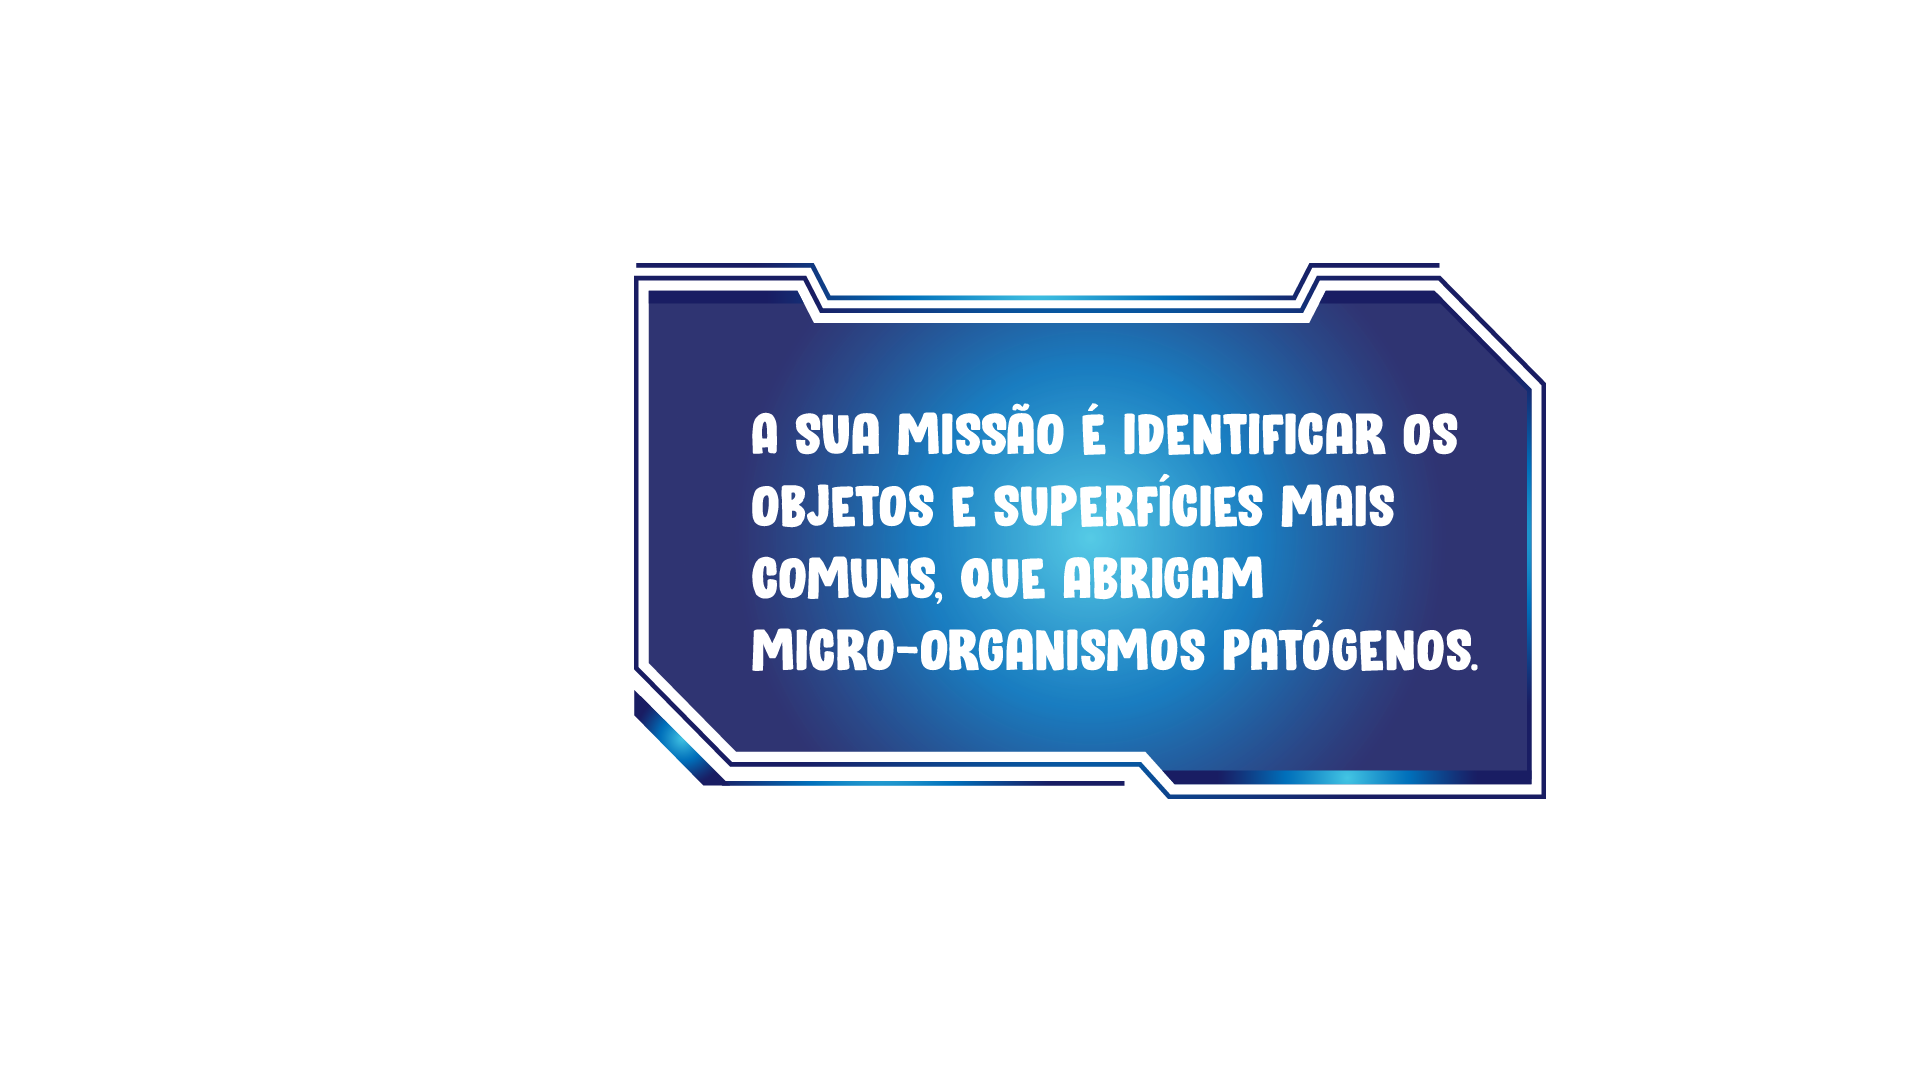 A SUA MISSÃO É IDENTIFICAR OS
OBJETOS E SUPERFÍCIES MAIS
COMUNS, QUE ABRIGAM
MICRO-ORGANISMOS PATÓGENOS.